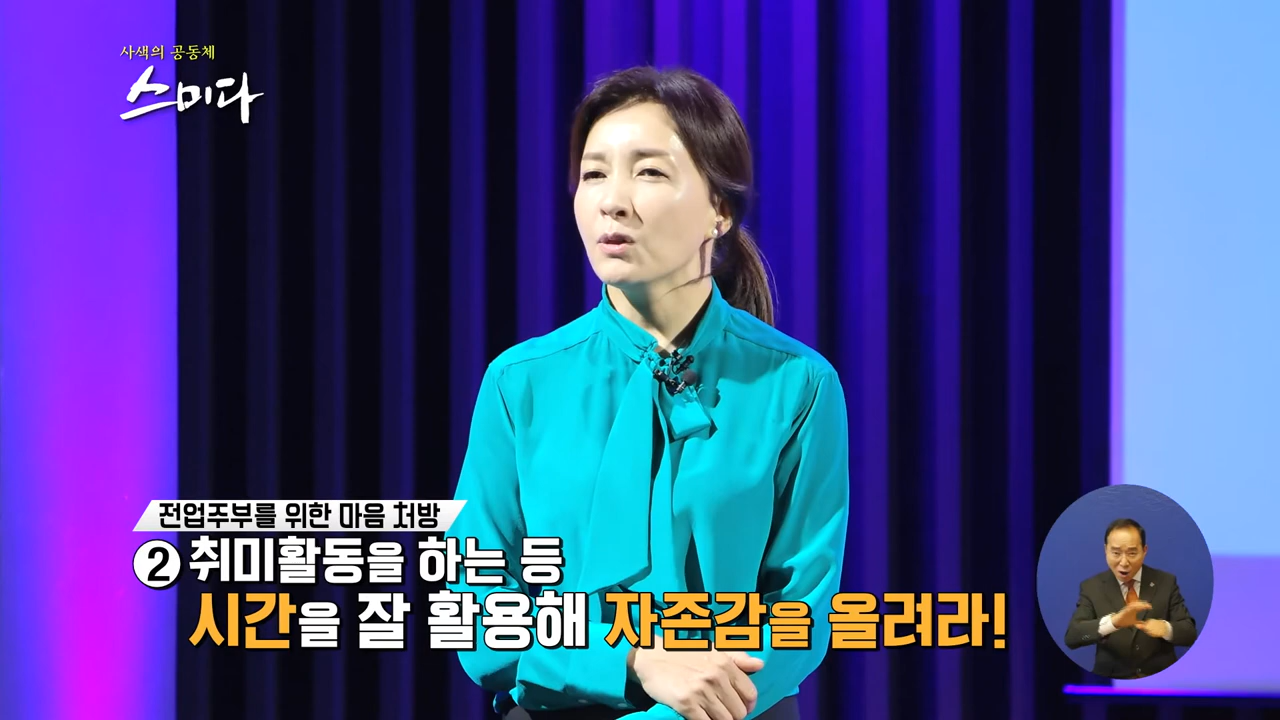 사색의 공동체
스미다
전업주부를 위한 마음 처방
② 취미활동을 하는 등
시간을 잘 활용해 자존감을 올려라!